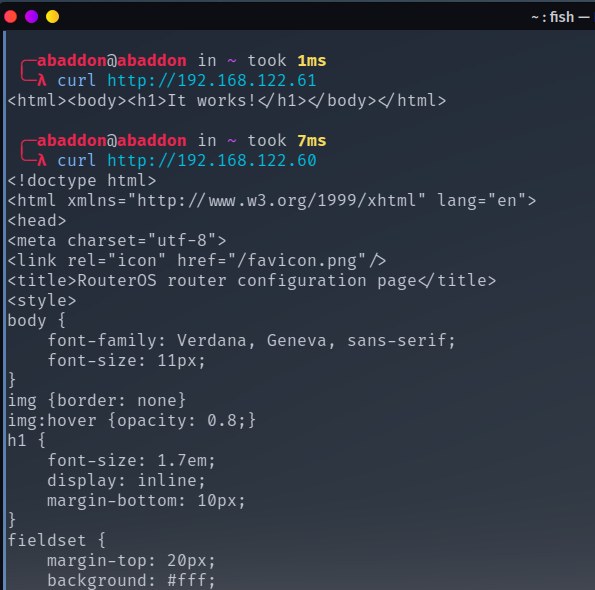 ~ : fish —
╭─abaddon@abaddon in ~ took 1ms
╰─λ curl http://192.168.122.61
<html><body><h1>It works!</h1></body></html>
╭─abaddon@abaddon in ~ took 7ms
╰─λ curl http://192.168.122.60
<!doctype html>
<html xmlns="http://www.w3.org/1999/xhtml" lang="en">
<head>
<meta charset="utf-8">
<link rel="icon" href="/favicon.png"/>
<title>RouterOS router configuration page</title>
<style>
body {
    font-family: Verdana, Geneva, sans-serif;
    font-size: 11px;
}
img {border: none}
img:hover {opacity: 0.8;}
h1 {
    font-size: 1.7em;
    display: inline;
    margin-bottom: 10px;
}
fieldset {
    margin-top: 20px;
    background: #fff;